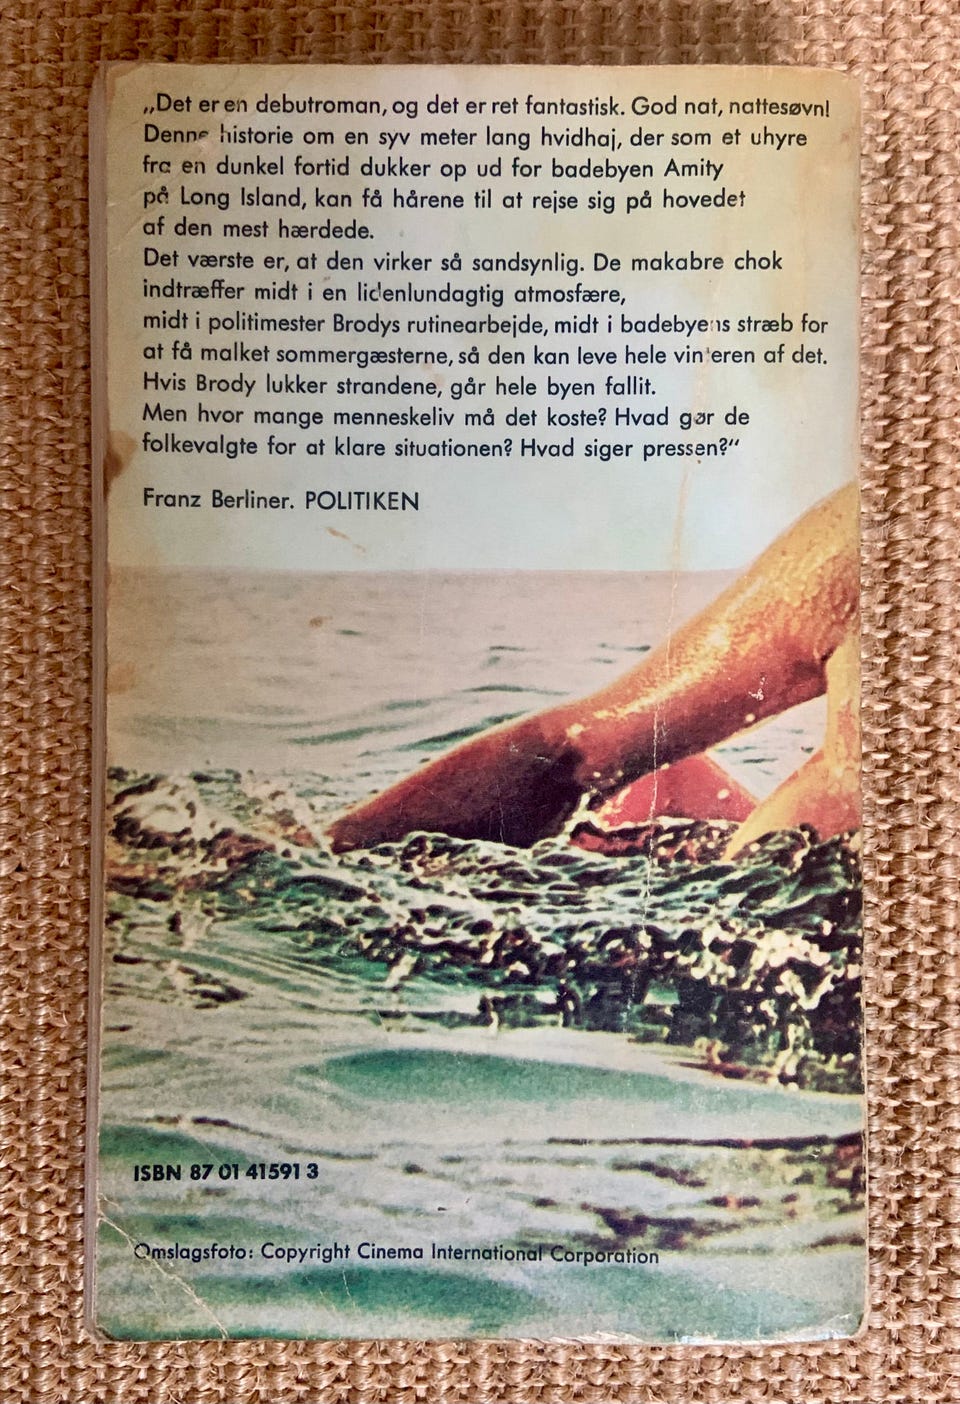 „Det er en debutroman, og det er ret fantastisk. God nat, nattesøvn!
Denne historie om en syv meter lang hvidhaj, der som et uhyre
fra en dunkel fortid dukker op ud for badebyen Amity
på Long Island, kan få hårene til at rejse sig på hovedet
af den mest hærdede.
Det værste er, at den virker så sandsynlig. De makabre chok
indtræffer midt i en lidenlundagtig atmosfære,
midt i politimester Brodys rutinearbejde, midt i badebyens stræb for
at få malket sommergæsterne, så den kan leve hele vinteren af det.
Hvis Brody lukker strandene, går hele byen fallit.
Men hvor mange menneskeliv må det koste? Hvad gør de
folkevalgte for at klare situationen? Hvad siger pressen?“
Franz Berliner. POLITIKEN
ISBN 87 01 41591 3
Omslagsfoto: Copyright Cinema International Corporation